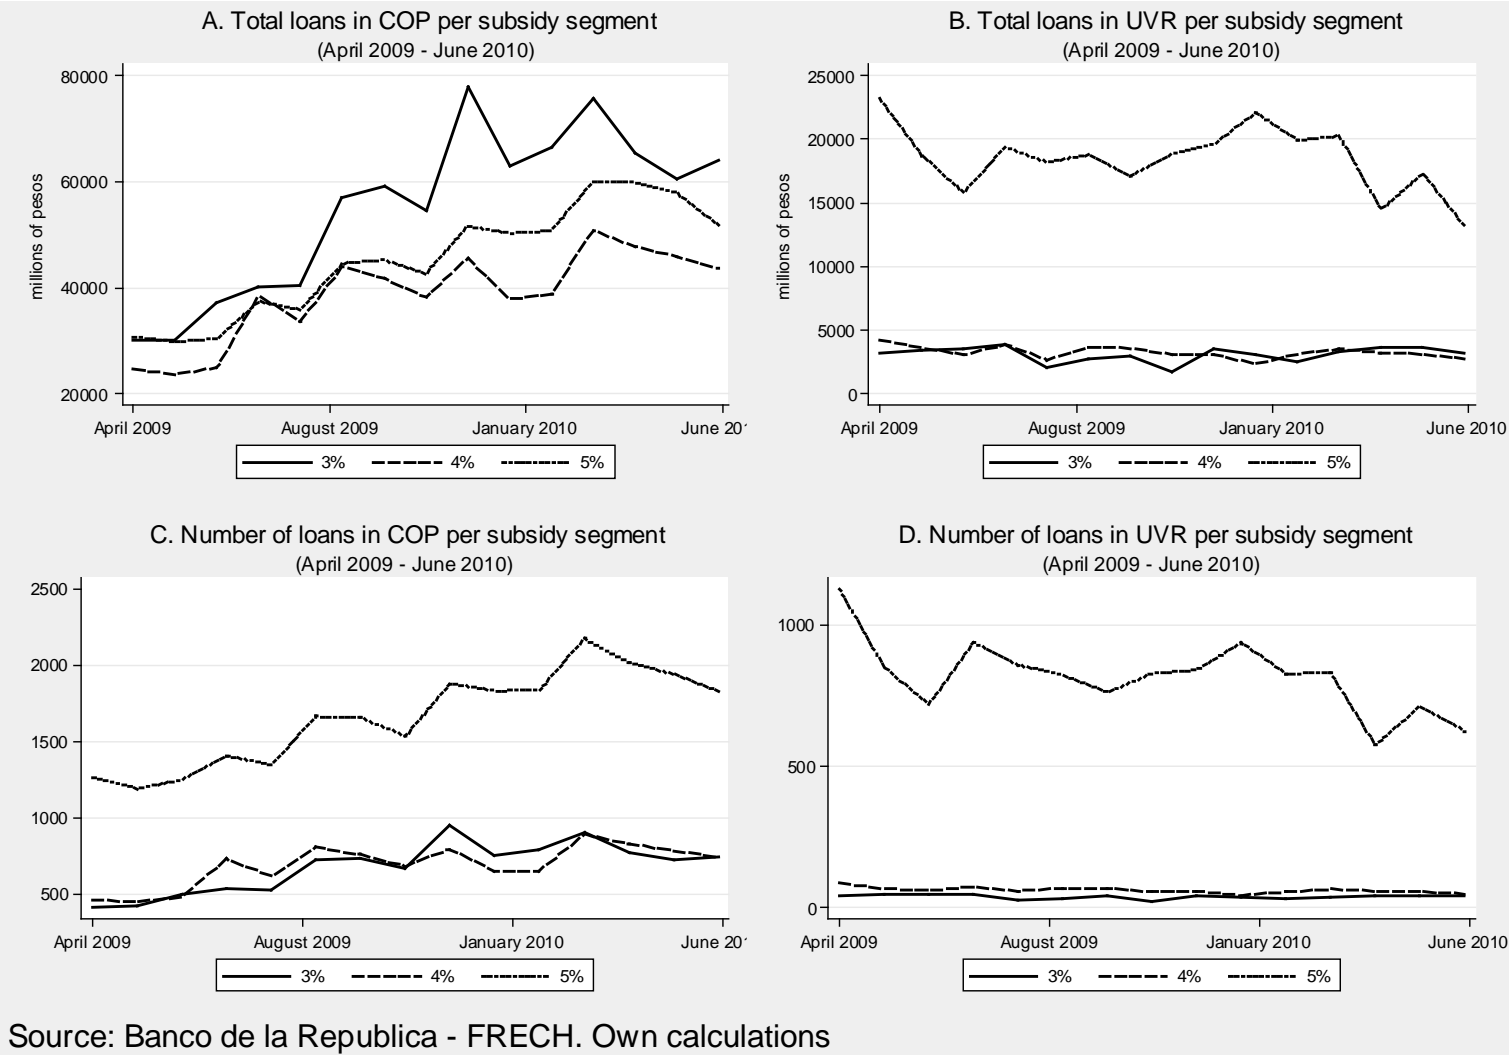 A. Total loans in COP per subsidy segment
(April 2009 - June 2010)
80000
60000
40000
20000
millions of pesos
April 2009 August 2009 January 2010 June 201
3% 4% 5%
B. Total loans in UVR per subsidy segment
(April 2009 - June 2010)
25000
20000
15000
10000
5000
0
millions of pesos
April 2009 August 2009 January 2010 June 2010
3% 4% 5%
C. Number of loans in COP per subsidy segment
(April 2009 - June 2010)
2500
2000
1500
1000
500
April 2009 August 2009 January 2010 June 201
3% 4% 5%
D. Number of loans in UVR per subsidy segment
(April 2009 - June 2010)
1000
500
0
April 2009 August 2009 January 2010 June 2010
3% 4% 5%
Source: Banco de la Republica - FRECH. Own calculations